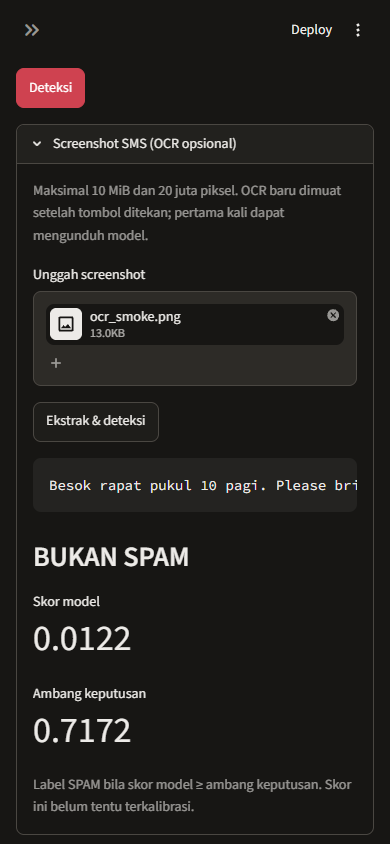 Deploy
Deteksi
Screenshot SMS (OCR opsional)
Maksimal 10 MiB dan 20 juta piksel. OCR baru dimuat
setelah tombol ditekan; pertama kali dapat
mengunduh model.
Unggah screenshot
ocr_smoke.png
13.0KB
Ekstrak & deteksi
Besok rapat pukul 10 pagi. Please bri
BUKAN SPAM
Skor model
0.0122
Ambang keputusan
0.7172
Label SPAM bila skor model ≥ ambang keputusan. Skor
ini belum tentu terkalibrasi.